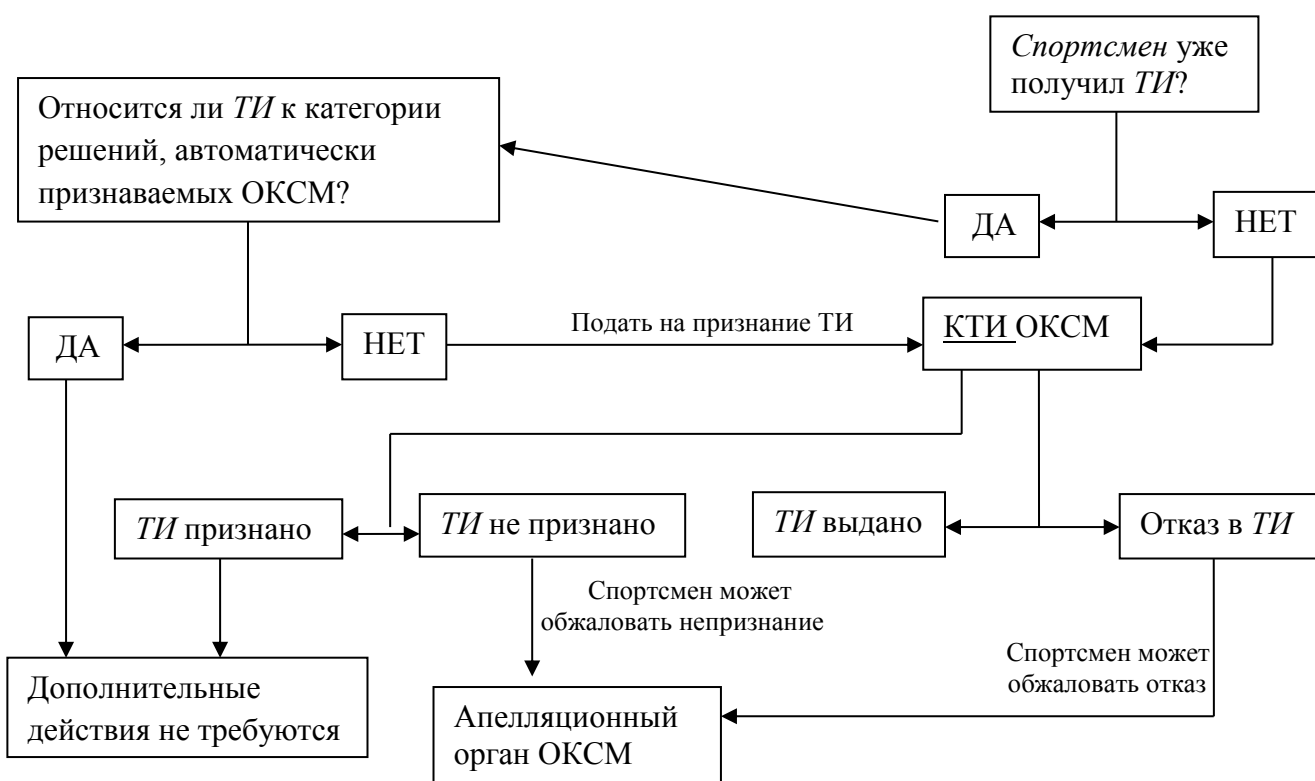 Спортсмен уже
получил ТИ?
Относится ли ТИ к категории
решений, автоматически
признаваемых ОКСМ?
ДА
НЕТ
ДА
НЕТ
Подать на признание ТИ
КТИ ОКСМ
ТИ признано
ТИ не признано
ТИ выдано
Отказ в ТИ
Спортсмен может
обжаловать непризнание
Спортсмен может
обжаловать отказ
Дополнительные
действия не требуются
Апелляционный
орган ОКСМ